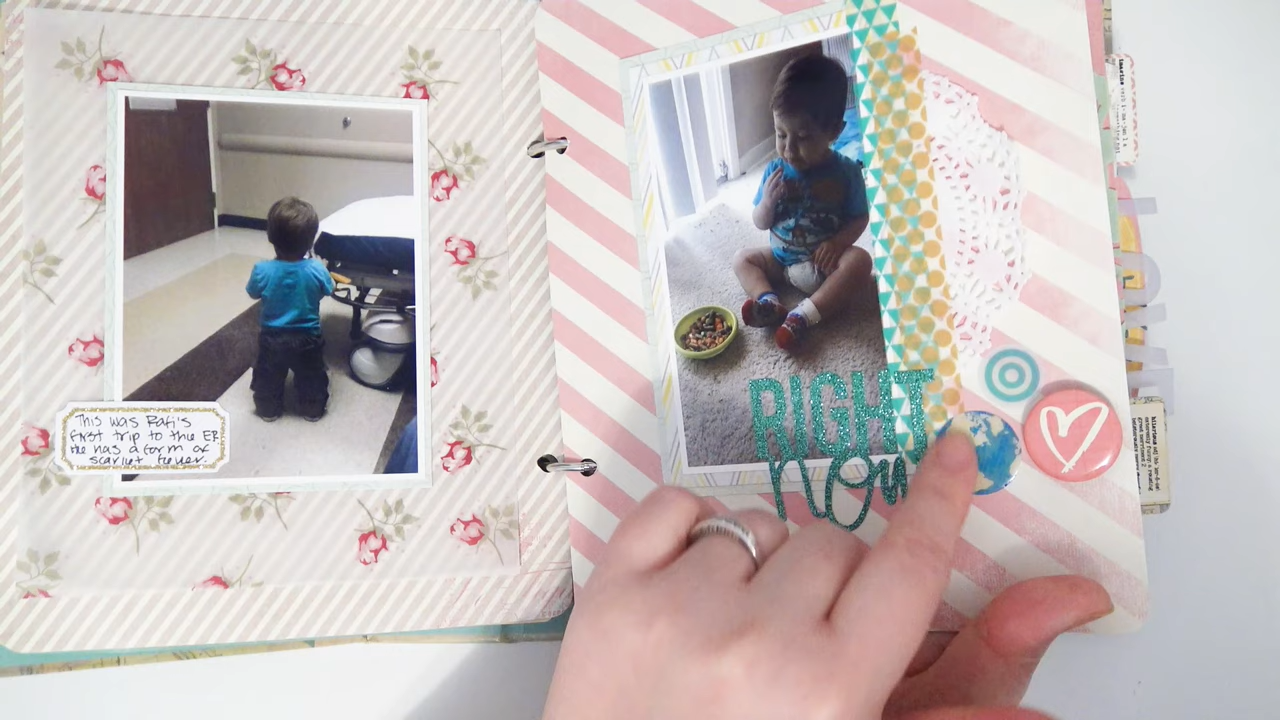 This was Rafi's
first trip to the ER
He has a form of
scarlet fever.
RIGHT
now